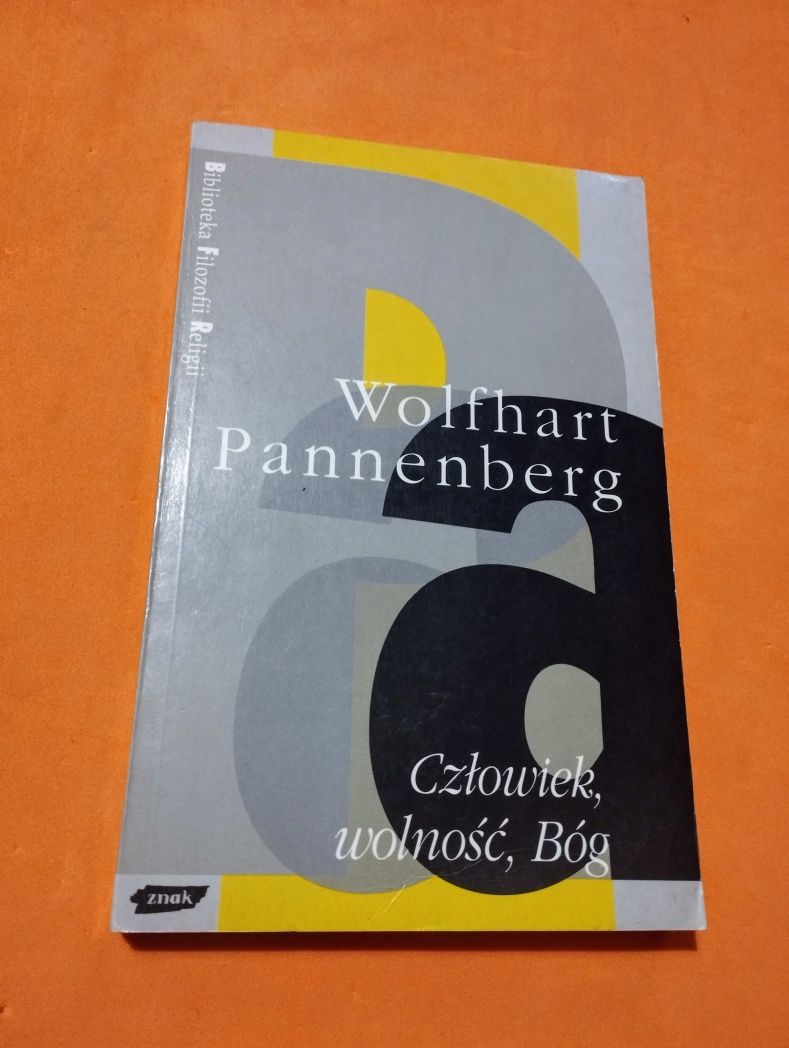 Biblioteka Filozofii Religii
Wolfhart
Pannenberg
Człowiek,
wolność, Bóg
znak